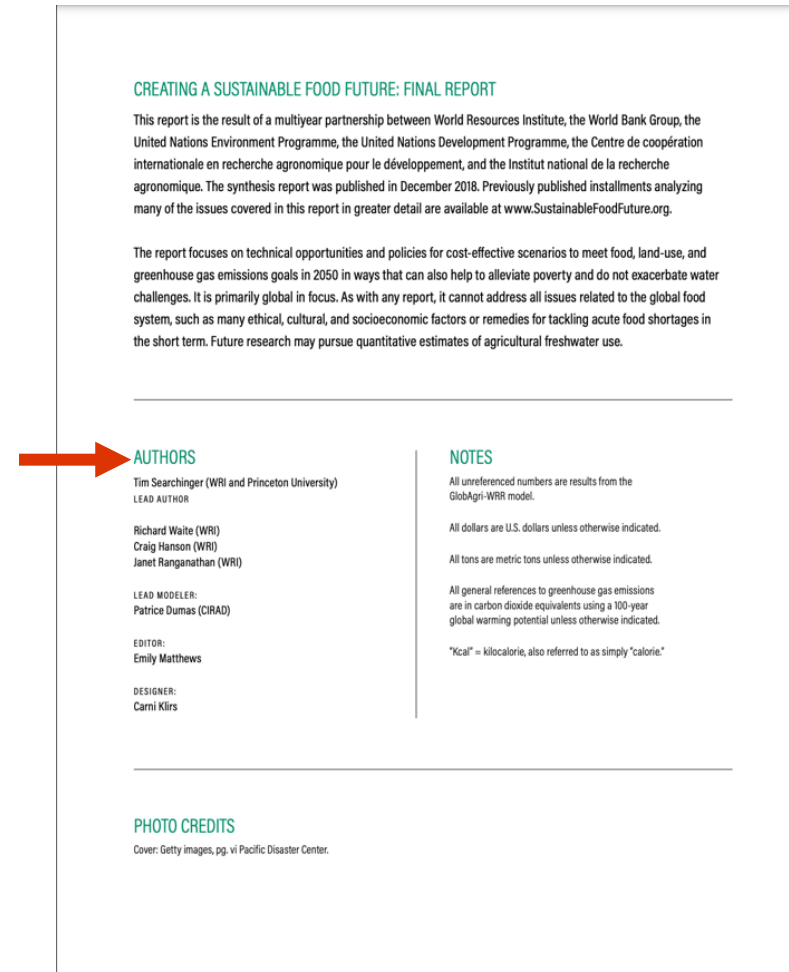 CREATING A SUSTAINABLE FOOD FUTURE: FINAL REPORT
This report is the result of a multiyear partnership between World Resources Institute, the World Bank Group, the
United Nations Environment Programme, the United Nations Development Programme, the Centre de coopération
internationale en recherche agronomique pour le développement, and the Institut national de la recherche
agronomique. The synthesis report was published in December 2018. Previously published installments analyzing
many of the issues covered in this report in greater detail are available at www.SustainableFoodFuture.org.
The report focuses on technical opportunities and policies for cost-effective scenarios to meet food, land-use, and
greenhouse gas emissions goals in 2050 in ways that can also help to alleviate poverty and do not exacerbate water
challenges. It is primarily global in focus. As with any report, it cannot address all issues related to the global food
system, such as many ethical, cultural, and socioeconomic factors or remedies for tackling acute food shortages in
the short term. Future research may pursue quantitative estimates of agricultural freshwater use.
AUTHORS
Tim Searchinger (WRI and Princeton University)
LEAD AUTHOR
Richard Waite (WRI)
Craig Hanson (WRI)
Janet Ranganathan (WRI)
LEAD MODELER:
Patrice Dumas (CIRAD)
EDITOR:
Emily Matthews
DESIGNER:
Carni Klirs
NOTES
All unreferenced numbers are results from the
GlobAgri-WRR model.
All dollars are U.S. dollars unless otherwise indicated.
All tons are metric tons unless otherwise indicated.
All general references to greenhouse gas emissions
are in carbon dioxide equivalents using a 100-year
global warming potential unless otherwise indicated.
"Kcal" = kilocalorie, also referred to as simply "calorie."
PHOTO CREDITS
Cover: Getty images, pg. vi Pacific Disaster Center.